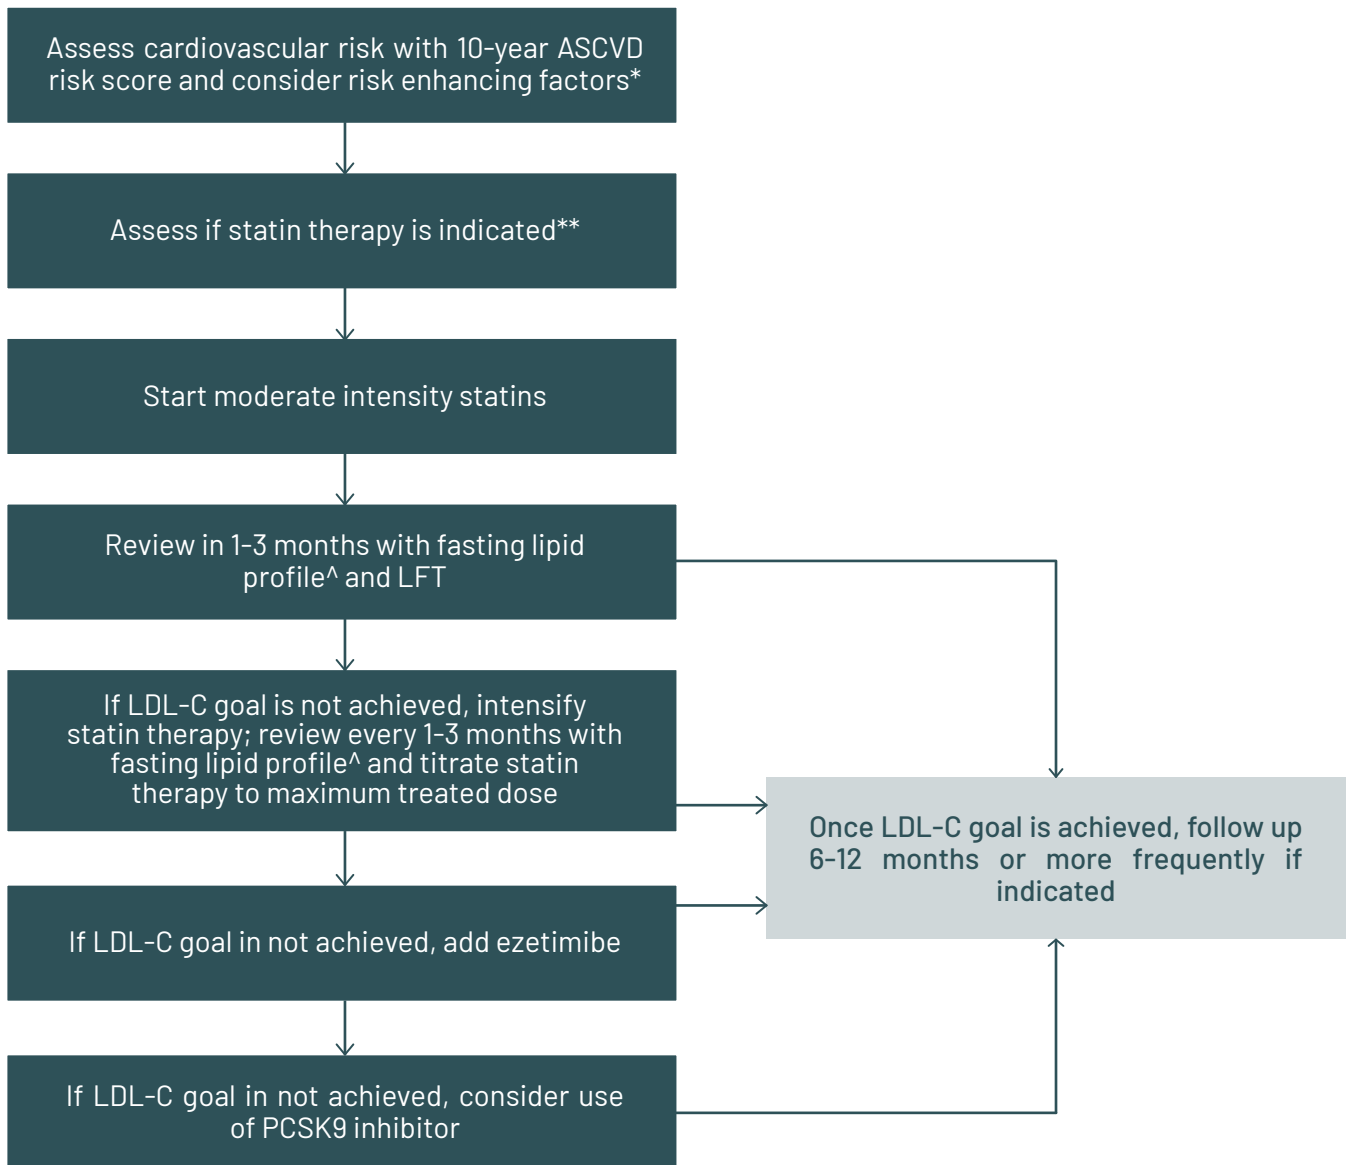 Assess cardiovascular risk with 10-year ASCVD
risk score and consider risk enhancing factors*
Assess if statin therapy is indicated**
Start moderate intensity statins
Review in 1-3 months with fasting lipid
profile^ and LFT
If LDL-C goal is not achieved, intensify
statin therapy; review every 1-3 months with
fasting lipid profile^ and titrate statin
therapy to maximum treated dose
Once LDL-C goal is achieved, follow up
6-12 months or more frequently if
indicated
If LDL-C goal in not achieved, add ezetimibe
If LDL-C goal in not achieved, consider use
of PCSK9 inhibitor